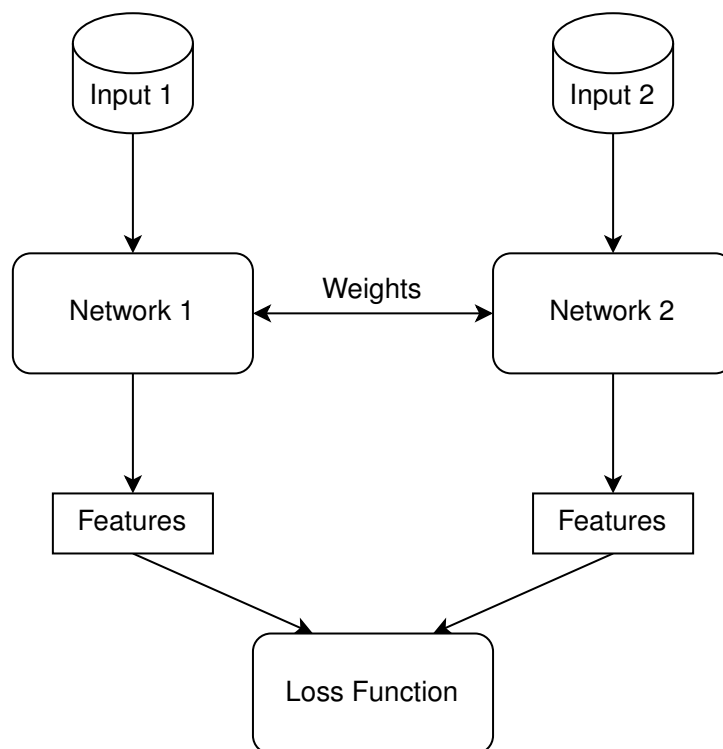 Input 1
Input 2
Network 1
Weights
Network 2
Features
Features
Loss Function